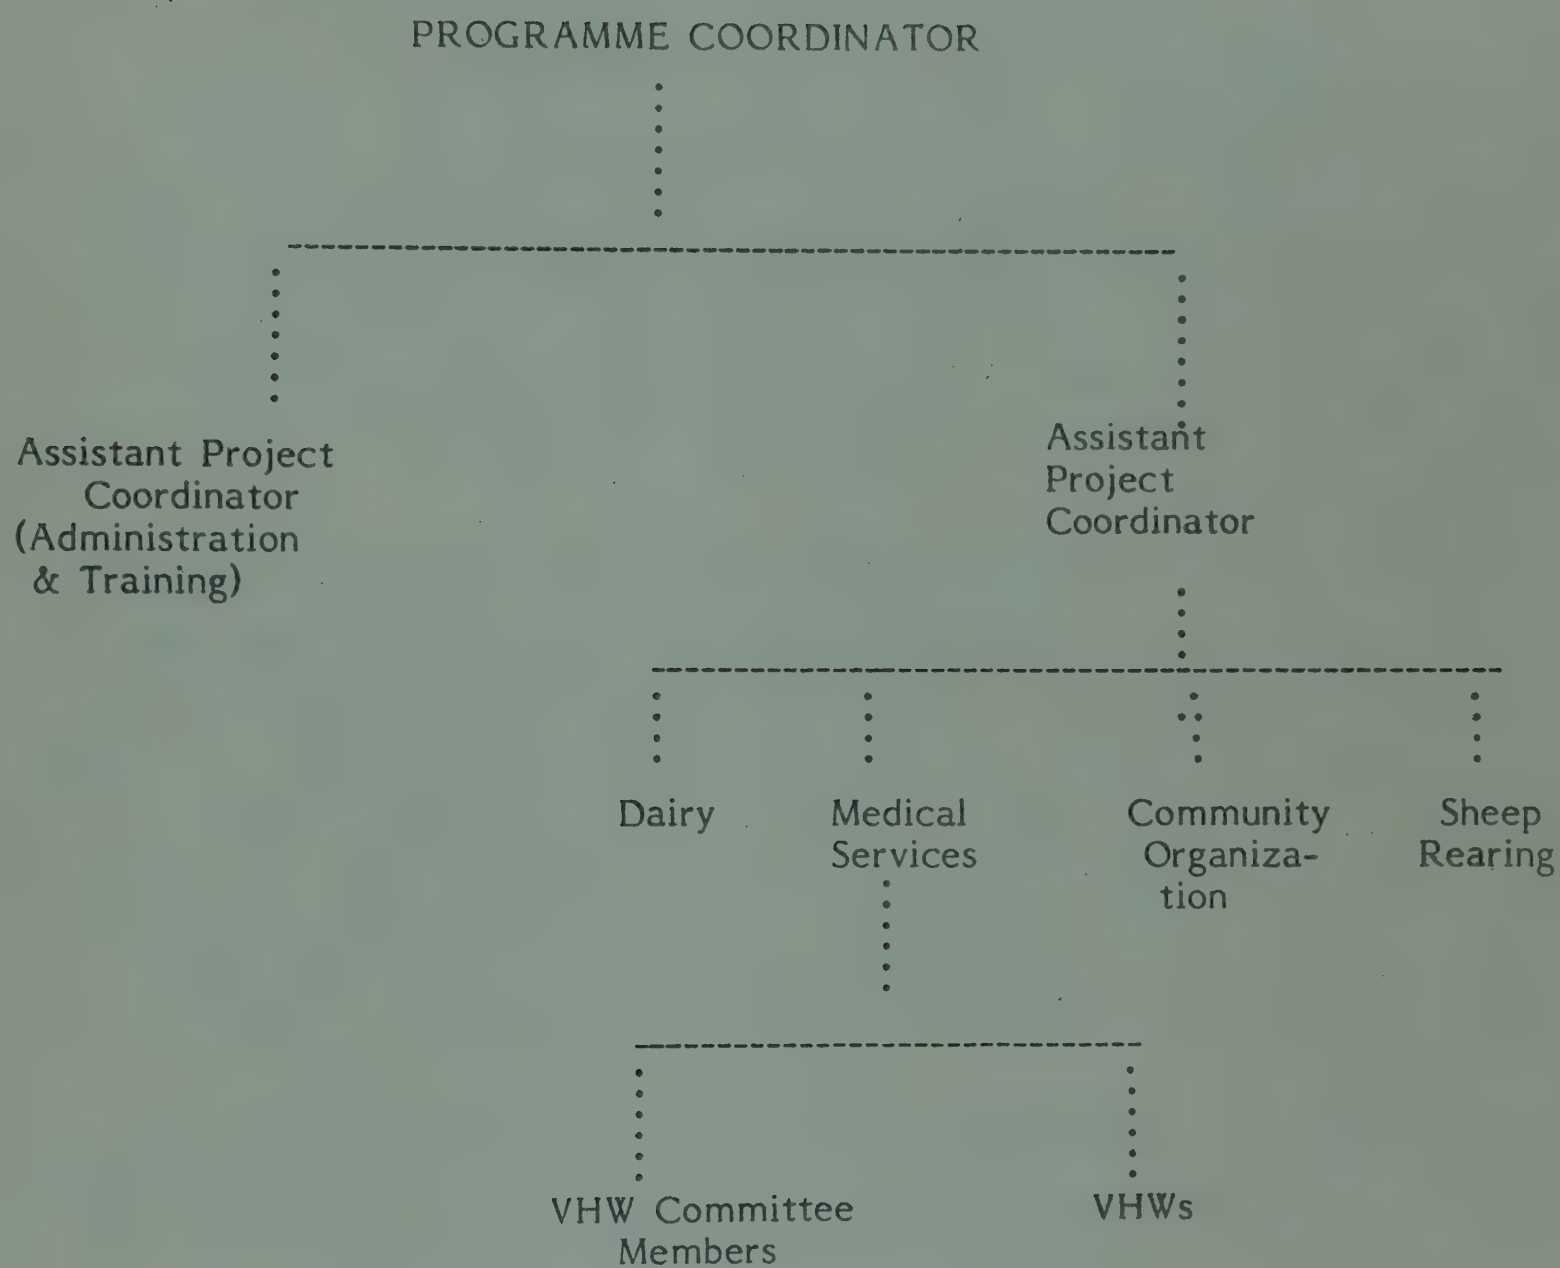 PROGRAMME COORDINATOR
Assistant Project
Coordinator
(Administration
& Training)
Assistant
Project
Coordinator
Dairy
Medical
Services
Community
Organiza-
tion
Sheep
Rearing
VHW Committee
Members
VHWs